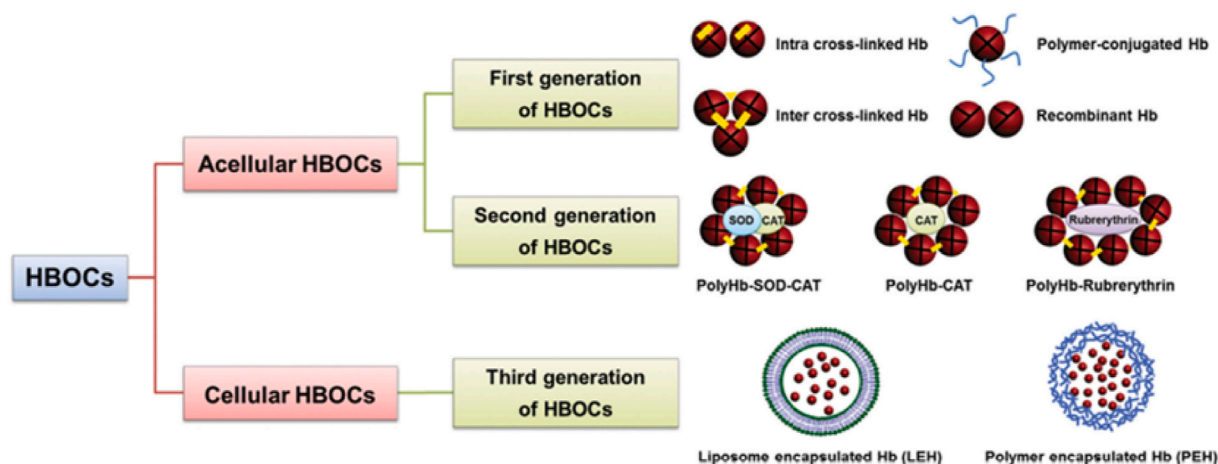 HBOCs
Acellular HBOCs
Cellular HBOCs
First generation
of HBOCs
Second generation
of HBOCs
Third generation
of HBOCs
Intra cross-linked Hb
Polymer-conjugated Hb
Inter cross-linked Hb
Recombinant Hb
SOD
CAT
CAT
Rubrerythrin
PolyHb-SOD-CAT
PolyHb-CAT
PolyHb-Rubrerythrin
Liposome encapsulated Hb (LEH)
Polymer encapsulated Hb (PEH)